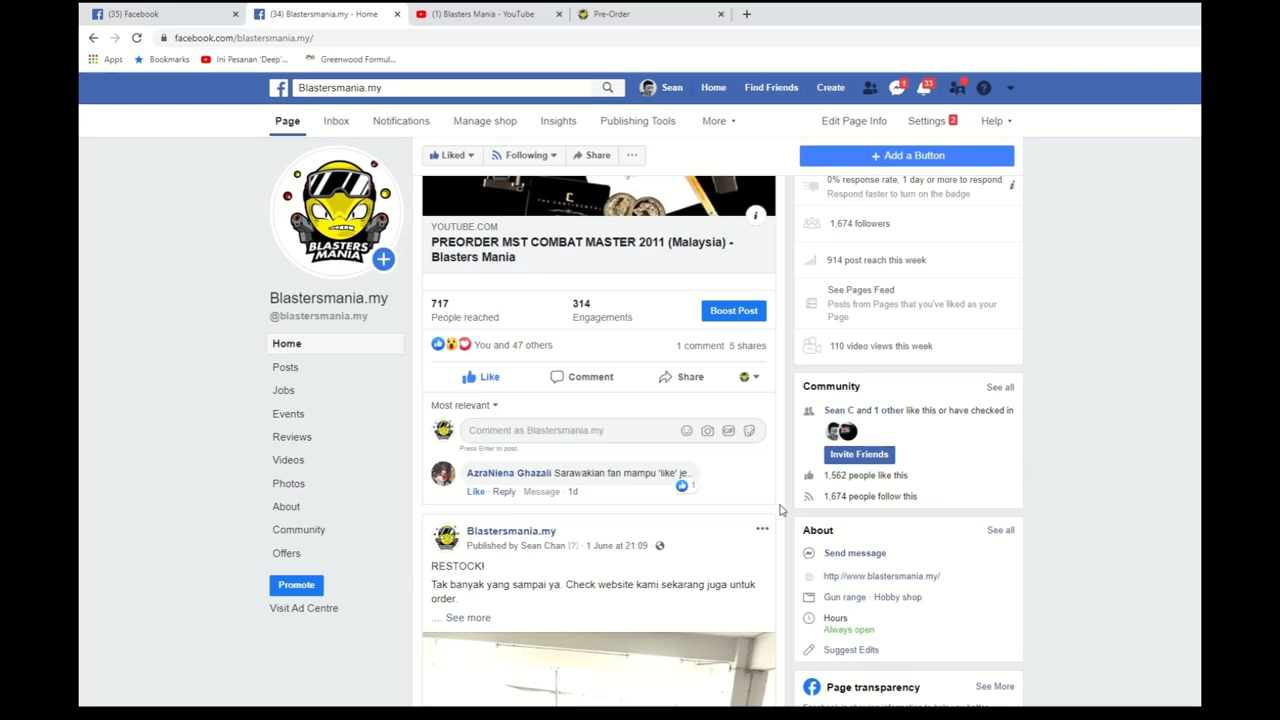 (35) Facebook
(34) Blastersmania.my - Home
(1) Blasters Mania - YouTube
Pre-Order
facebook.com/blastersmania.my/
Apps
Bookmarks
Ini Pesanan 'Deep'...
Greenwood Formul...
Blastersmania.my
Sean
Home
Find Friends
Create
1
33
Page
Inbox
Notifications
Manage shop
Insights
Publishing Tools
More
Edit Page Info
Settings 2
Help
BLASTERS
MANIA
Blastersmania.my
@blastersmania.my
Home
Posts
Jobs
Events
Reviews
Videos
Photos
About
Community
Offers
Promote
Visit Ad Centre
Liked
Following
Share
...
+ Add a Button
C
THE CONTINENTAL
YOUTUBE.COM
PREORDER MST COMBAT MASTER 2011 (Malaysia) -
Blasters Mania
717
People reached
314
Engagements
Boost Post
You and 47 others
1 comment 5 shares
Like
Comment
Share
Most relevant
Comment as Blastersmania.my
GIF
Press Enter to post.
AzraNiena Ghazali Sarawakian fan mampu 'like' je..
1
Like · Reply · Message · 1d
Blastersmania.my
...
Published by Sean Chan [?] · 1 June at 21:09 ·
RESTOCK!
Tak banyak yang sampai ya. Check website kami sekarang juga untuk
order.
.... See more
0% response rate, 1 day or more to respond
Respond faster to turn on the badge
1,674 followers
914 post reach this week
See Pages Feed
Posts from Pages that you've liked as your
Page
110 video views this week
Community
See all
Sean C and 1 other like this or have checked in
Invite Friends
1,562 people like this
1,674 people follow this
About
See all
Send message
http://www.blastersmania.my/
Gun range · Hobby shop
Hours
Always open
Suggest Edits
Page transparency
See More